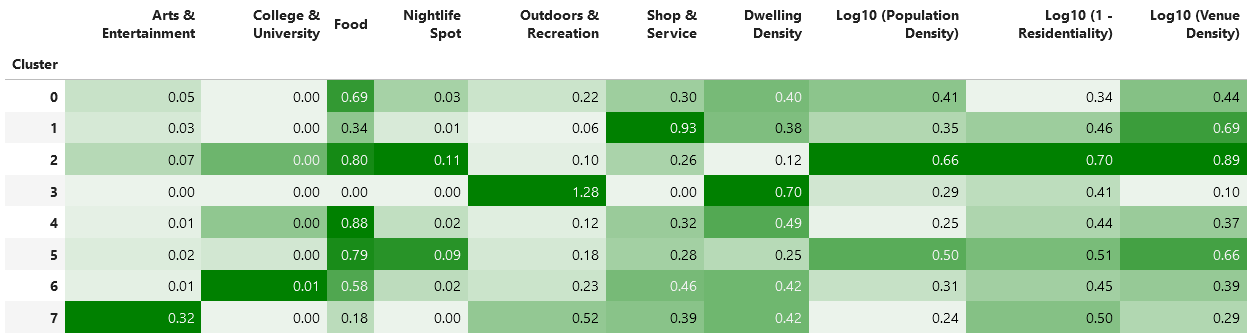 Arts & Entertainment College & University Food Nightlife Spot Outdoors & Recreation Shop & Service Dwelling Density Log10 (Population Density) Log10 (1 - Residentiality) Log10 (Venue Density)
Cluster
0 0.05 0.00 0.69 0.03 0.22 0.30 0.40 0.41 0.34 0.44
1 0.03 0.00 0.34 0.01 0.06 0.93 0.38 0.35 0.46 0.69
2 0.07 0.00 0.80 0.11 0.10 0.26 0.12 0.66 0.70 0.89
3 0.00 0.00 0.00 0.00 1.28 0.00 0.70 0.29 0.41 0.10
4 0.01 0.00 0.88 0.02 0.12 0.32 0.49 0.25 0.44 0.37
5 0.02 0.00 0.79 0.09 0.18 0.28 0.25 0.50 0.51 0.66
6 0.01 0.01 0.58 0.02 0.23 0.46 0.42 0.31 0.45 0.39
7 0.32 0.00 0.18 0.00 0.52 0.39 0.42 0.24 0.50 0.29